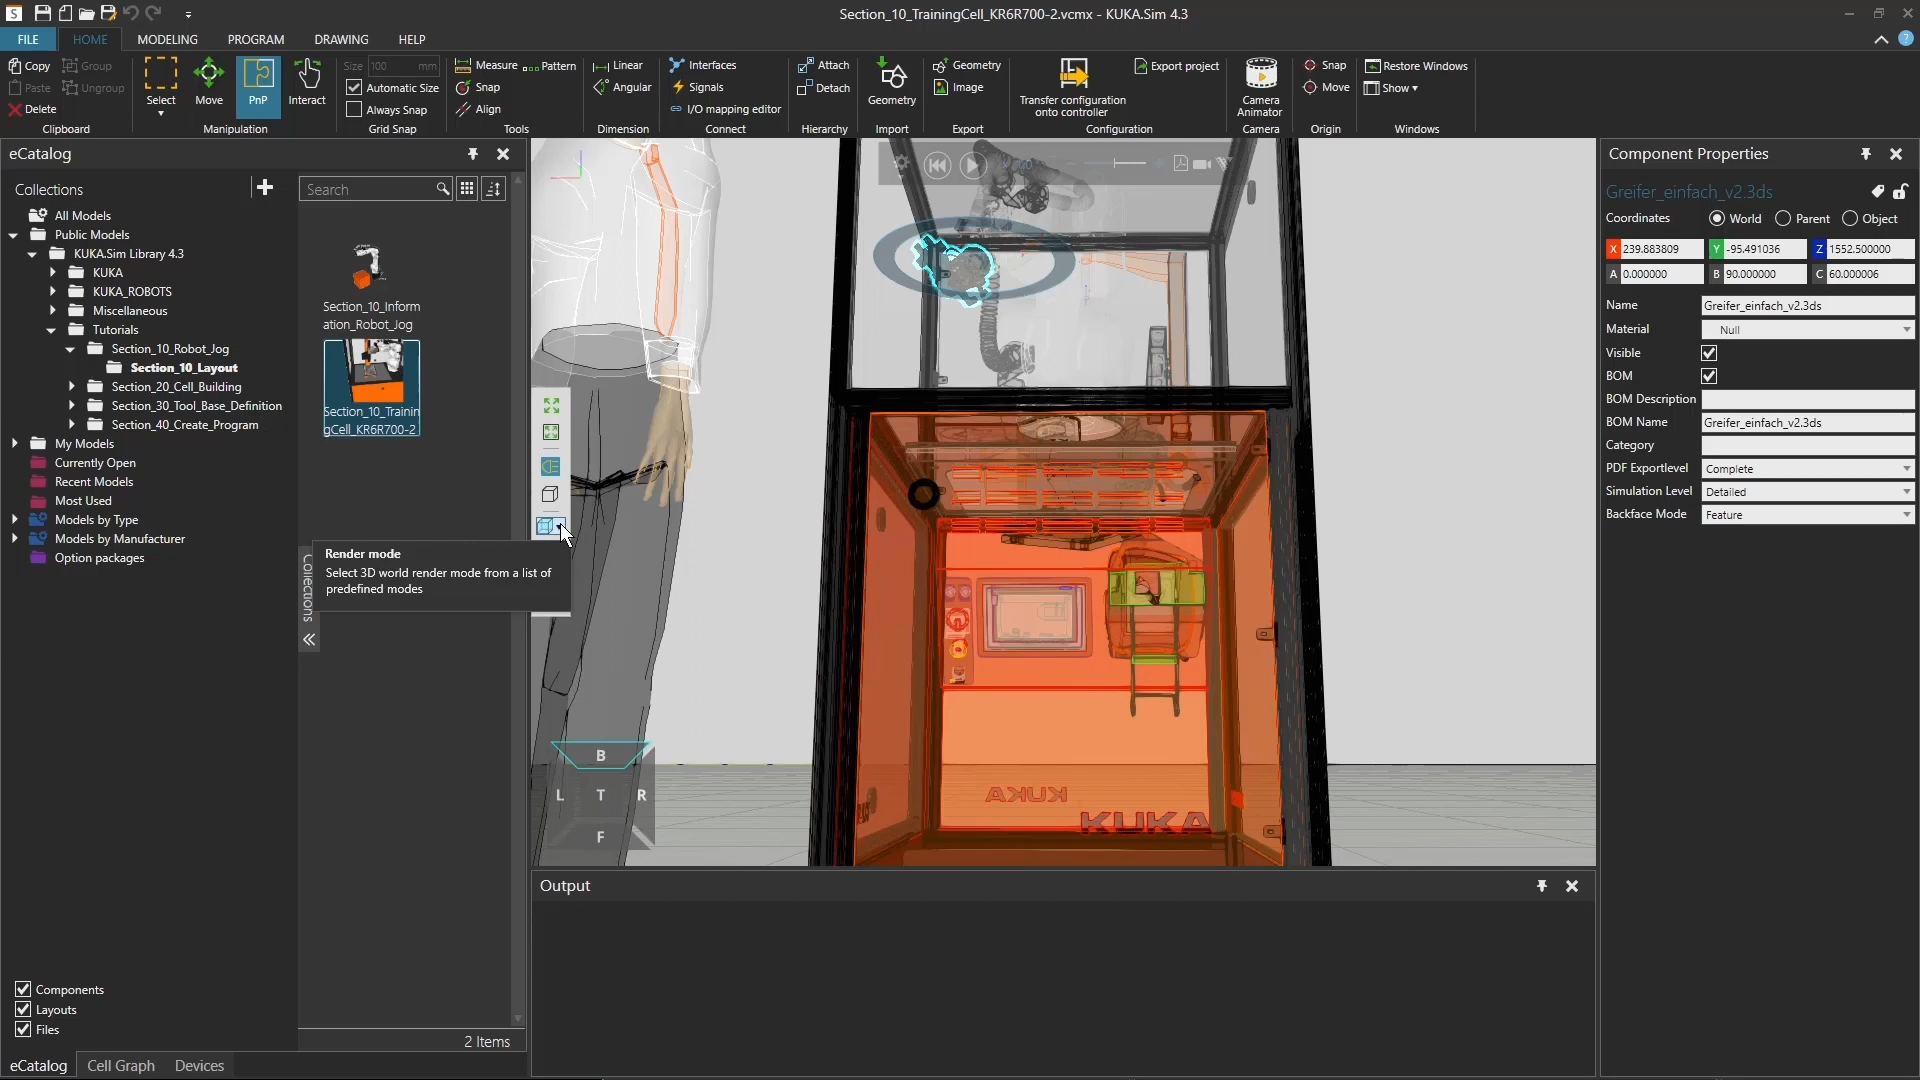 Section_10_TrainingCell_KR6R700-2.vcmx - KUKA.Sim 4.3
FILE
HOME
MODELING
PROGRAM
DRAWING
HELP
Copy
Group
Paste
Ungroup
Delete
Clipboard
Select
Move
PnP
Interact
Manipulation
Size
100
mm
Automatic Size
Always Snap
Grid Snap
Measure
Pattern
Snap
Align
Tools
Linear
Angular
Dimension
Interfaces
Signals
I/O mapping editor
Connect
Attach
Detach
Hierarchy
Geometry
Import
Geometry
Image
Export
Transfer configuration
onto controller
Export project
Configuration
Camera
Animator
Camera
Snap
Move
Origin
Restore Windows
Show
Windows
eCatalog
Collections
Search
All Models
Public Models
KUKA.Sim Library 4.3
KUKA
KUKA_ROBOTS
Miscellaneous
Tutorials
Section_10_Robot_Jog
Section_10_Layout
Section_20_Cell_Building
Section_30_Tool_Base_Definition
Section_40_Create_Program
My Models
Currently Open
Recent Models
Most Used
Models by Type
Models by Manufacturer
Option packages
Section_10_Inform
ation_Robot_Jog
Section_10_Trainin
gCell_KR6R700-2
Collections
Render mode
Select 3D world render mode from a list of
predefined modes
Components
Layouts
Files
2 Items
eCatalog
Cell Graph
Devices
B
L
T
R
F
KUKA
KUKA
Output
Component Properties
Greifer_einfach_v2.3ds
Coordinates
World
Parent
Object
X 239.883809
Y -95.491036
Z 1552.500000
A 0.000000
B 90.000000
C 60.000006
Name
Greifer_einfach_v2.3ds
Material
Null
Visible
BOM
BOM Description
BOM Name
Greifer_einfach_v2.3ds
Category
PDF Exportlevel
Complete
Simulation Level
Detailed
Backface Mode
Feature